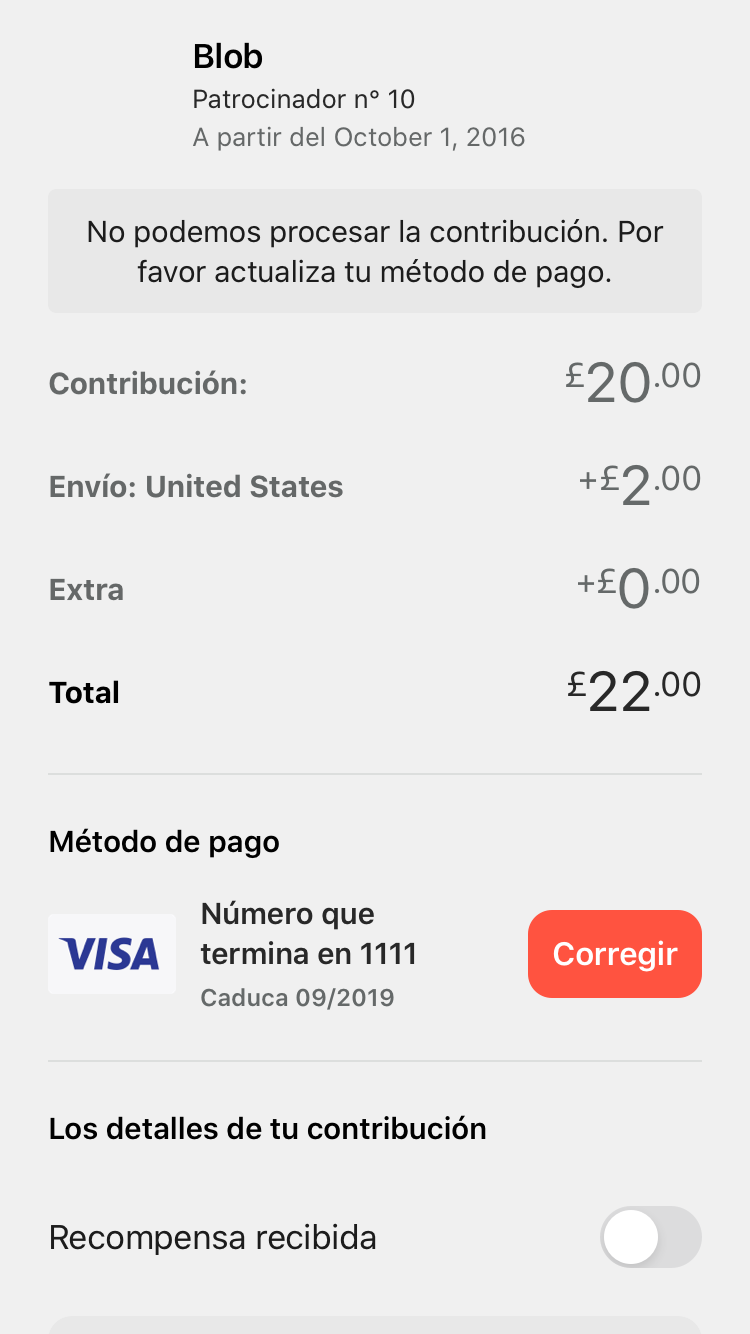 Blob
Patrocinador n° 10
A partir del October 1, 2016
No podemos procesar la contribución. Por
favor actualiza tu método de pago.
Contribución: £20.00
Envío: United States +£2.00
Extra +£0.00
Total £22.00
Método de pago
VISA
Número que
termina en 1111
Caduca 09/2019
Corregir
Los detalles de tu contribución
Recompensa recibida